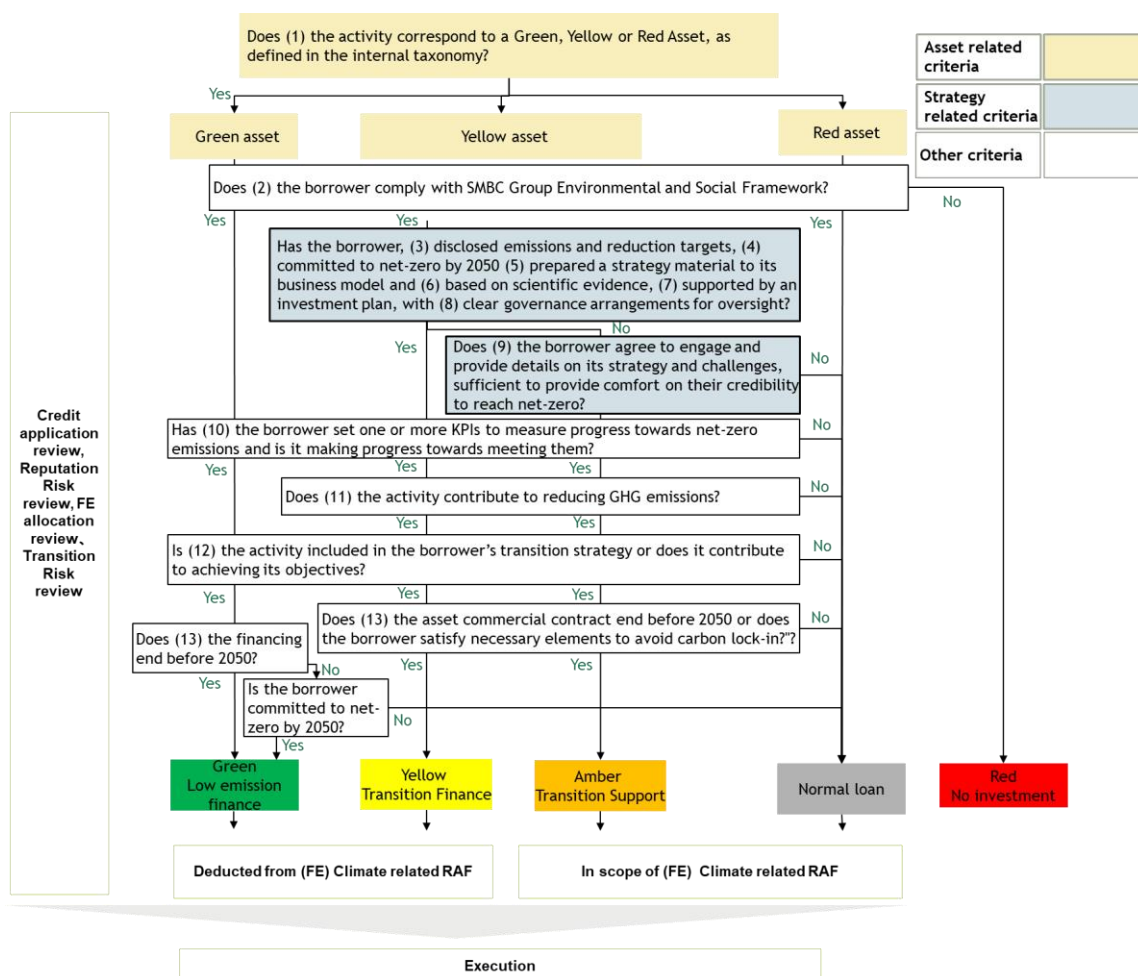 Does (1) the activity correspond to a Green, Yellow or Red Asset, as
defined in the internal taxonomy?
Asset related
criteria
Strategy
related criteria
Other criteria
Yes
Green asset
Yellow asset
Red asset
Does (2) the borrower comply with SMBC Group Environmental and Social Framework?
No
Yes
Yes
Yes
Has the borrower, (3) disclosed emissions and reduction targets, (4)
committed to net-zero by 2050 (5) prepared a strategy material to its
business model and (6) based on scientific evidence, (7) supported by an
investment plan, with (8) clear governance arrangements for oversight?
No
Yes
Does (9) the borrower agree to engage and
provide details on its strategy and challenges,
sufficient to provide comfort on their credibility
to reach net-zero?
No
Has (10) the borrower set one or more KPIs to measure progress towards net-zero
emissions and is it making progress towards meeting them?
No
Yes
Yes
Yes
Does (11) the activity contribute to reducing GHG emissions?
No
Yes
Yes
Is (12) the activity included in the borrower's transition strategy or does it contribute
to achieving its objectives?
No
Yes
Yes
Yes
Does (13) the asset commercial contract end before 2050 or does
the borrower satisfy necessary elements to avoid carbon lock-in?"?
No
Does (13) the financing
end before 2050?
No
Yes
Yes
Yes
Is the borrower
committed to net-
zero by 2050?
No
Yes
Green
Low emission
finance
Yellow
Transition Finance
Amber
Transition Support
Normal loan
Red
No investment
Credit
application
review,
Reputation
Risk
review, FE
allocation
review、
Transition
Risk
review
Deducted from (FE) Climate related RAF
In scope of (FE) Climate related RAF
Execution